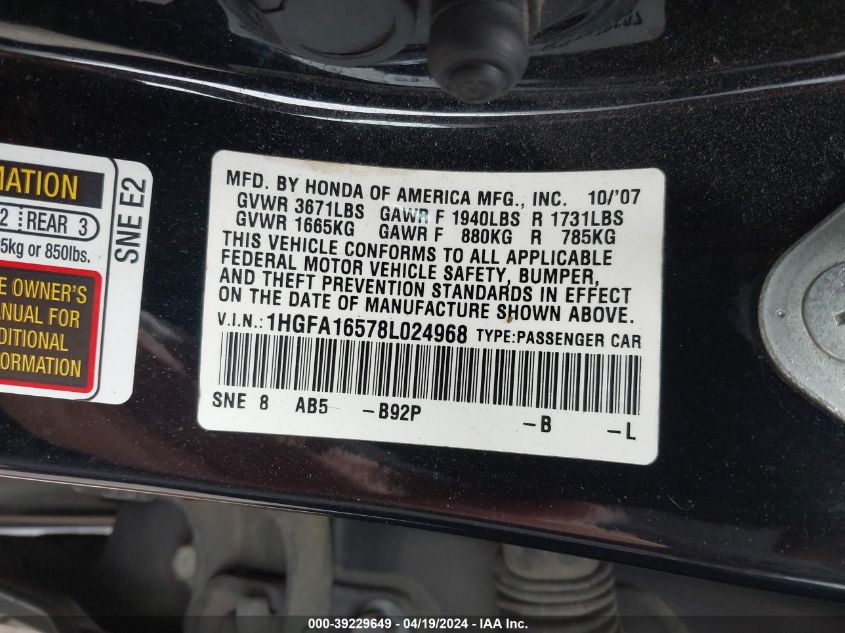 MATION
2 REAR 3
5kg or 850lbs.
E OWNER'S
ANUAL FOR
DITIONAL
FORMATION
SNE E2
MFD. BY HONDA OF AMERICA MFG., INC. 10/'07
GVWR 3671LBS GAWR F 1940LBS R 1731LBS
GVWR 1665KG GAWR F 880KG R 785KG
THIS VEHICLE CONFORMS TO ALL APPLICABLE
FEDERAL MOTOR VEHICLE SAFETY, BUMPER,
AND THEFT PREVENTION STANDARDS IN EFFECT
ON THE DATE OF MANUFACTURE SHOWN ABOVE.
V.I.N.: 1HGFA16578L024968 TYPE:PASSENGER CAR
SNE 8 AB5 -B92P -B -L
000-39229649 - 04/19/2024 - IAA Inc.